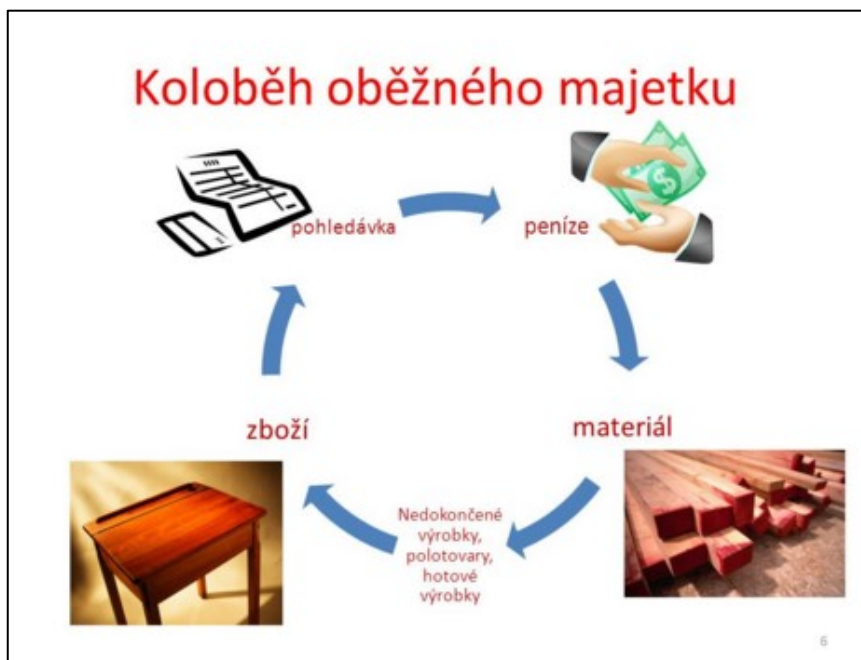 Koloběh oběžného majetku
pohledávka
peníze
zboží
materiál
Nedokončené
výrobky,
polotovary,
hotové
výrobky
6